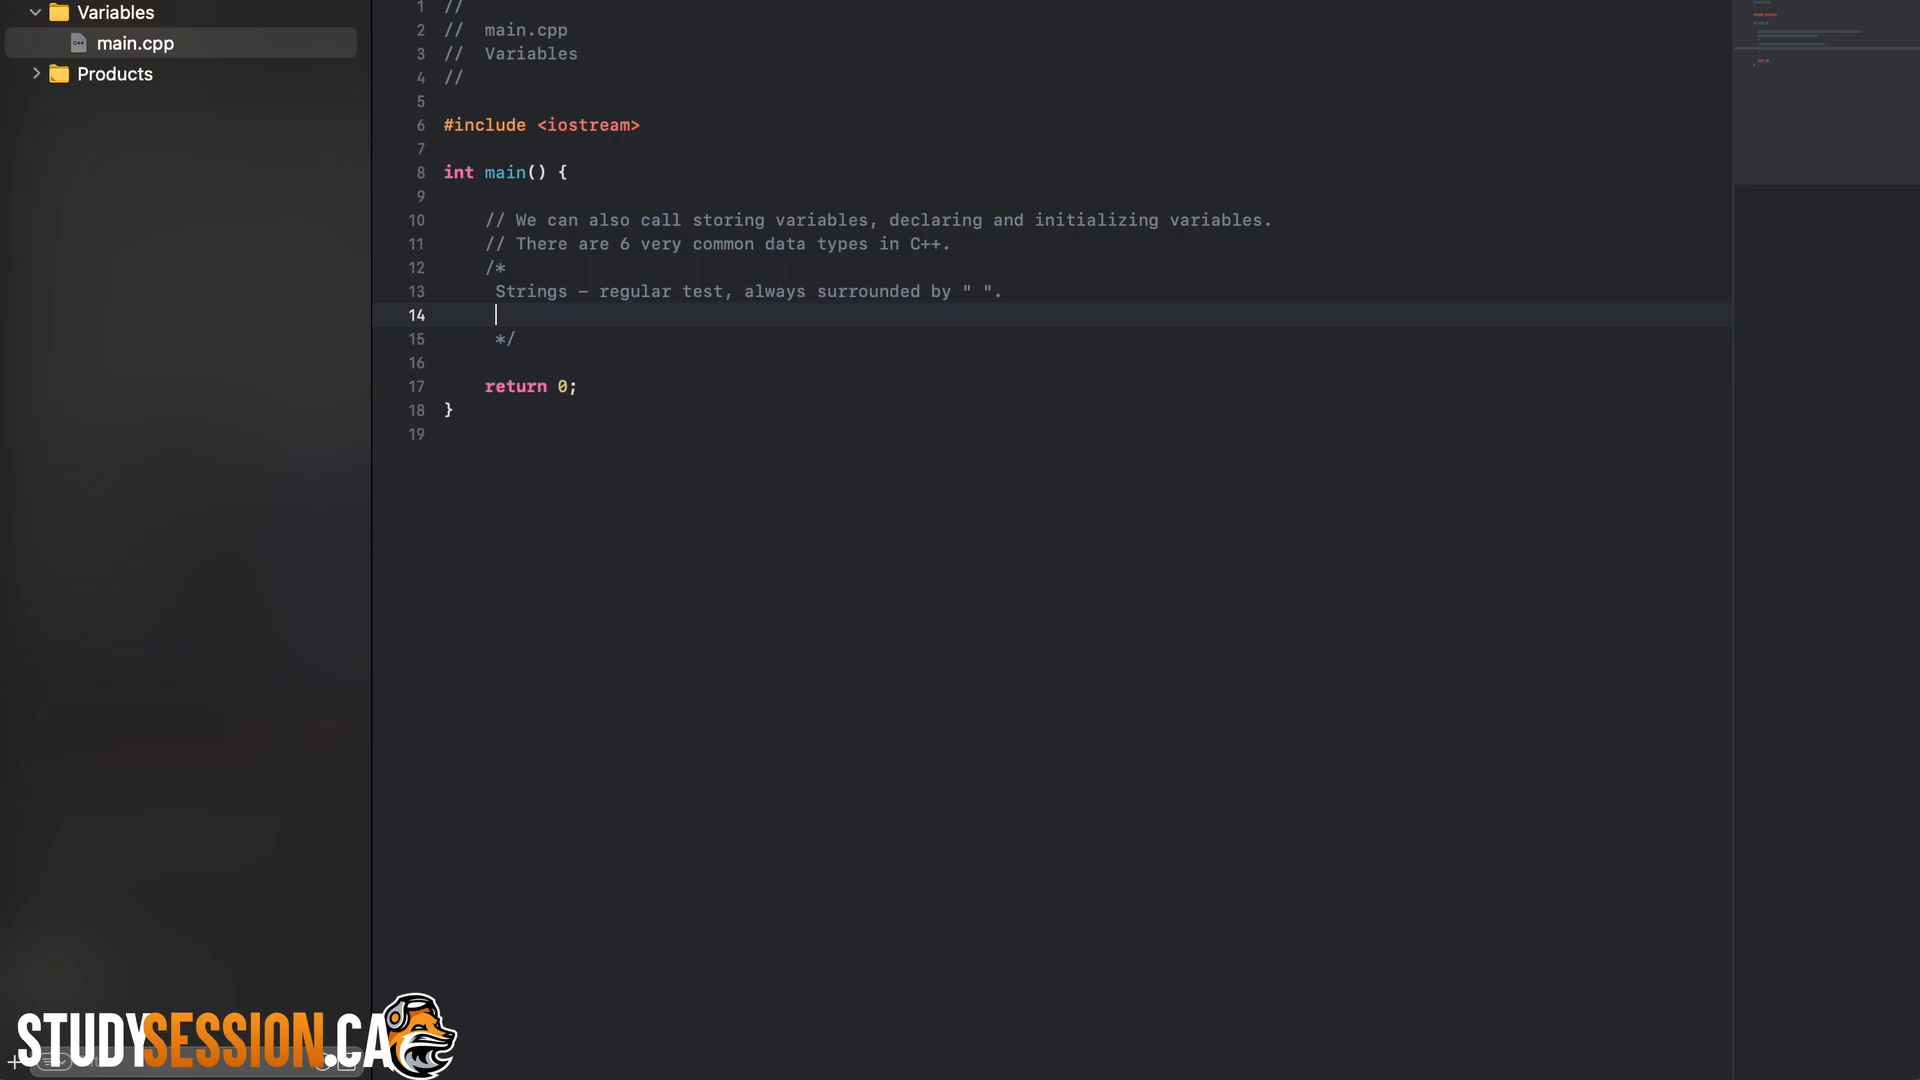 Variables
main.cpp
Products
1 //
2 //  main.cpp
3 //  Variables
4 //
5
6 #include <iostream>
7
8 int main() {
9
10     // We can also call storing variables, declaring and initializing variables.
11     // There are 6 very common data types in C++.
12     /*
13      Strings – regular test, always surrounded by " ".
14
15      */
16
17     return 0;
18 }
19
STUDYSESSION.CA